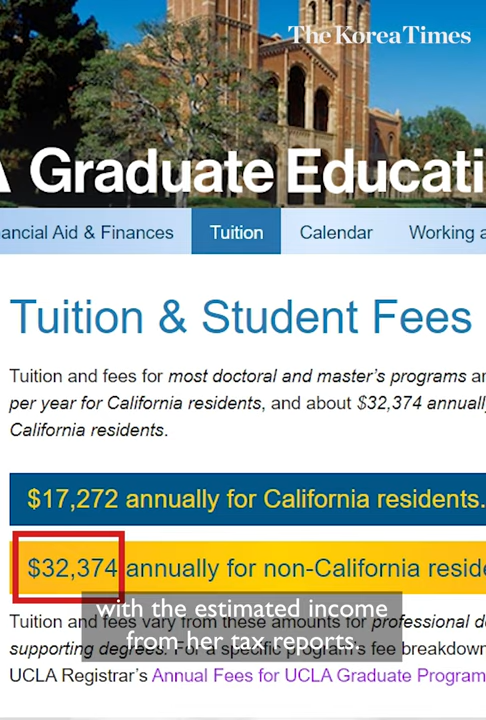 The Korea Times
Graduate Educati
ancial Aid & Finances Tuition Calendar Working a
Tuition & Student Fees
Tuition and fees for most doctoral and master's programs ar
per year for California residents, and about $32,374 annuall
California residents.
$17,272 annually for California residents.
$32,374 annually for non-California reside
with the estimated income
from her tax reports.
Tuition and fees vary from these amounts for professional de
supporting degrees. For a specific program's fee breakdown
UCLA Registrar's Annual Fees for UCLA Graduate Program